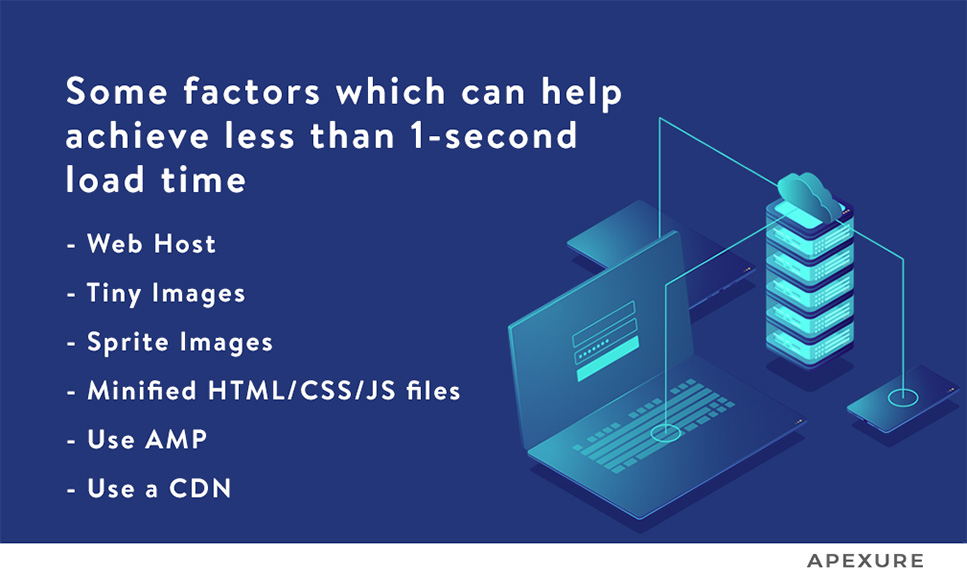 Some factors which can help
achieve less than 1-second
load time
- Web Host
- Tiny Images
- Sprite Images
- Minified HTML/CSS/JS files
- Use AMP
- Use a CDN
APEXURE